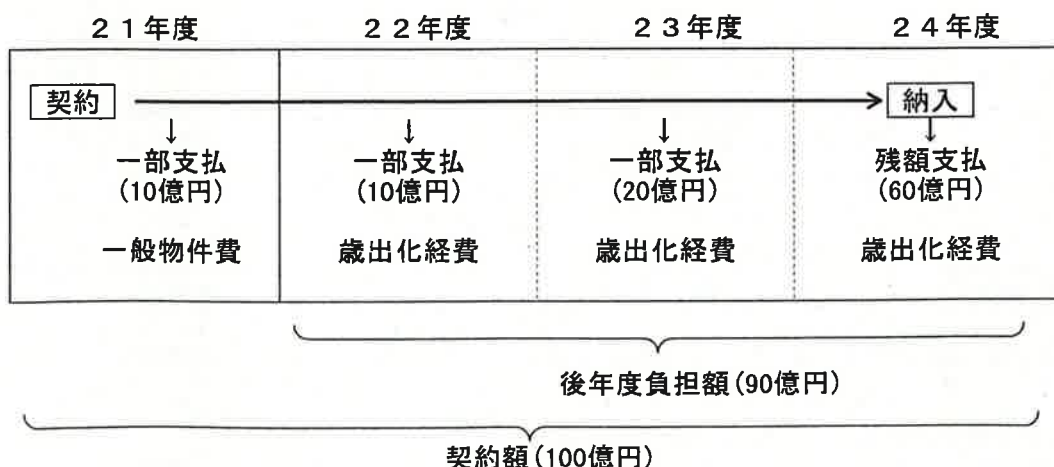 21年度 22年度 23年度 24年度
契約 納入
↓ ↓ ↓ ↓
一部支払 一部支払 一部支払 残額支払
(10億円) (10億円) (20億円) (60億円)
一般物件費 歳出化経費 歳出化経費 歳出化経費
後年度負担額(90億円)
契約額(100億円)